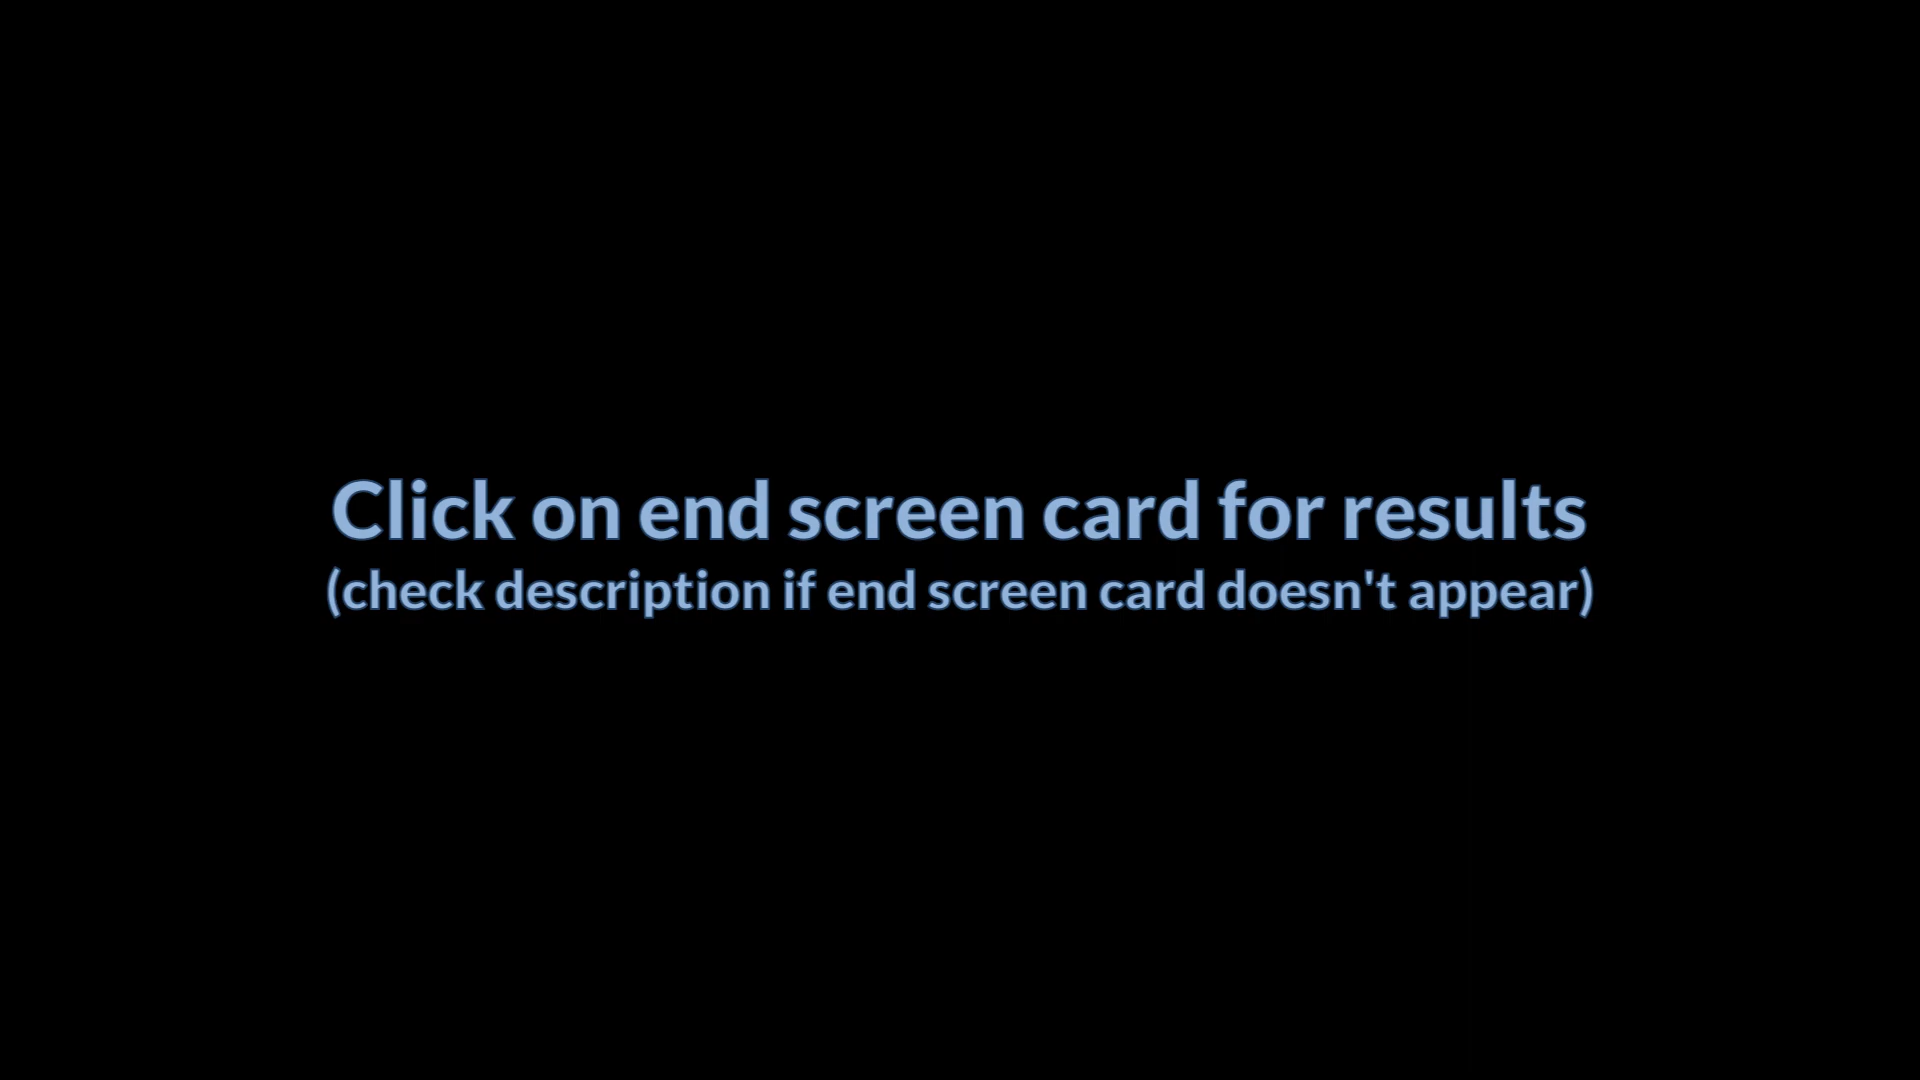 Click on end screen card for results
(check description if end screen card doesn't appear)